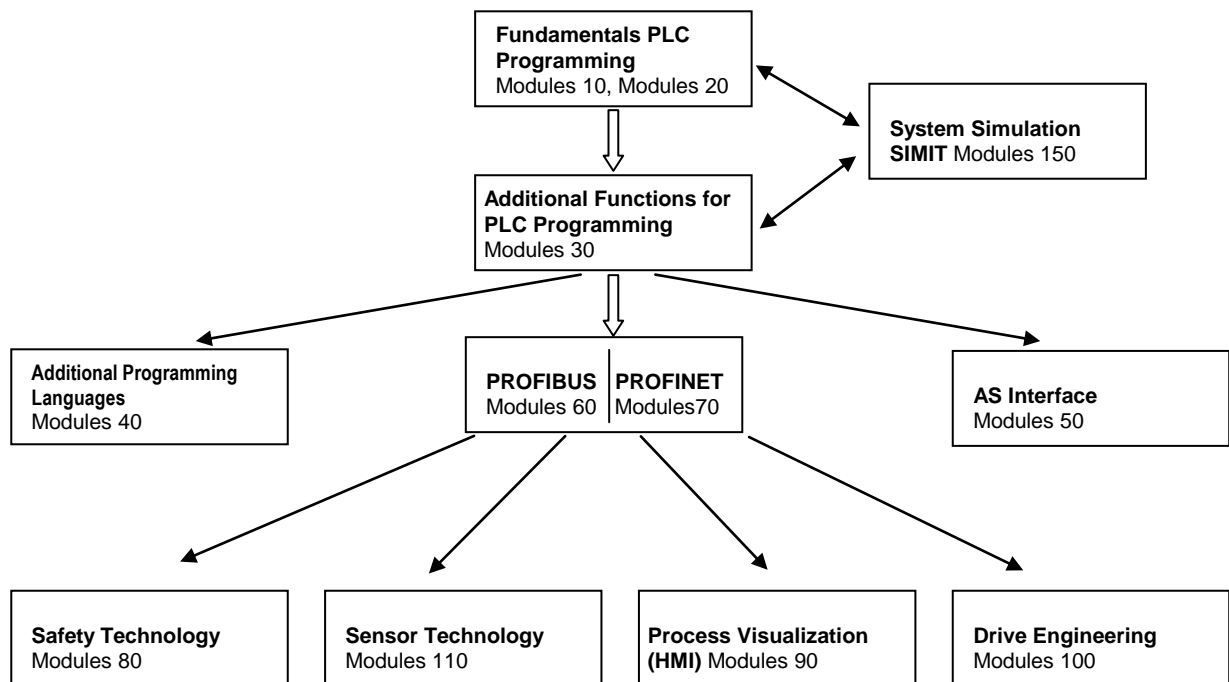 Fundamentals PLC
Programming
Modules 10, Modules 20
System Simulation
SIMIT Modules 150
Additional Functions for
PLC Programming
Modules 30
Additional Programming
Languages
Modules 40
PROFIBUS
Modules 60
PROFINET
Modules70
AS Interface
Modules 50
Safety Technology
Modules 80
Sensor Technology
Modules 110
Process Visualization
(HMI) Modules 90
Drive Engineering
Modules 100